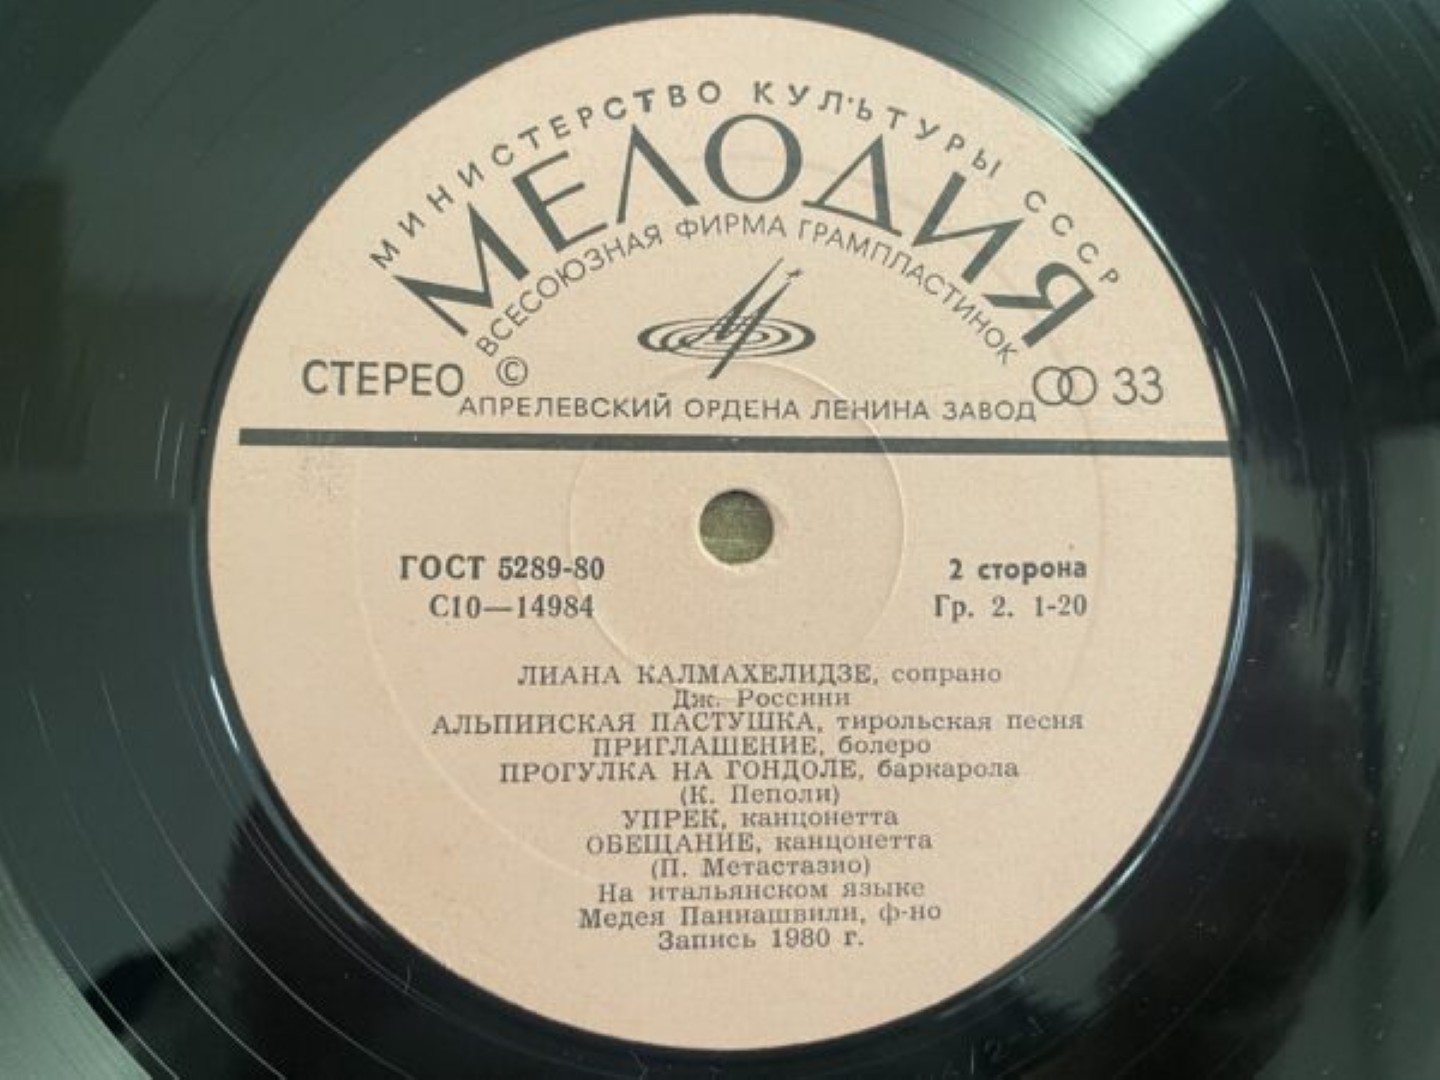 МИНИСТЕРСТВО КУЛЬТУРЫ СССР
МЕЛОДИЯ
ВСЕСОЮЗНАЯ ФИРМА ГРАМПЛАСТИНОК
СТЕРЕО © 33
АПРЕЛЕВСКИЙ ОРДЕНА ЛЕНИНА ЗАВОД
ГОСТ 5289-80 2 сторона
С10—14984 Гр. 2. 1-20
ЛИАНА КАЛМАХЕЛИДЗЕ, сопрано
Дж. Россини
АЛЬПИЙСКАЯ ПАСТУШКА, тирольская песня
ПРИГЛАШЕНИЕ, болеро
ПРОГУЛКА НА ГОНДОЛЕ, баркарола
(К. Пеполи)
УПРЕК, канцонетта
ОБЕЩАНИЕ, канцонетта
(П. Метастазио)
На итальянском языке
Медея Паниашвили, ф-но
Запись 1980 г.